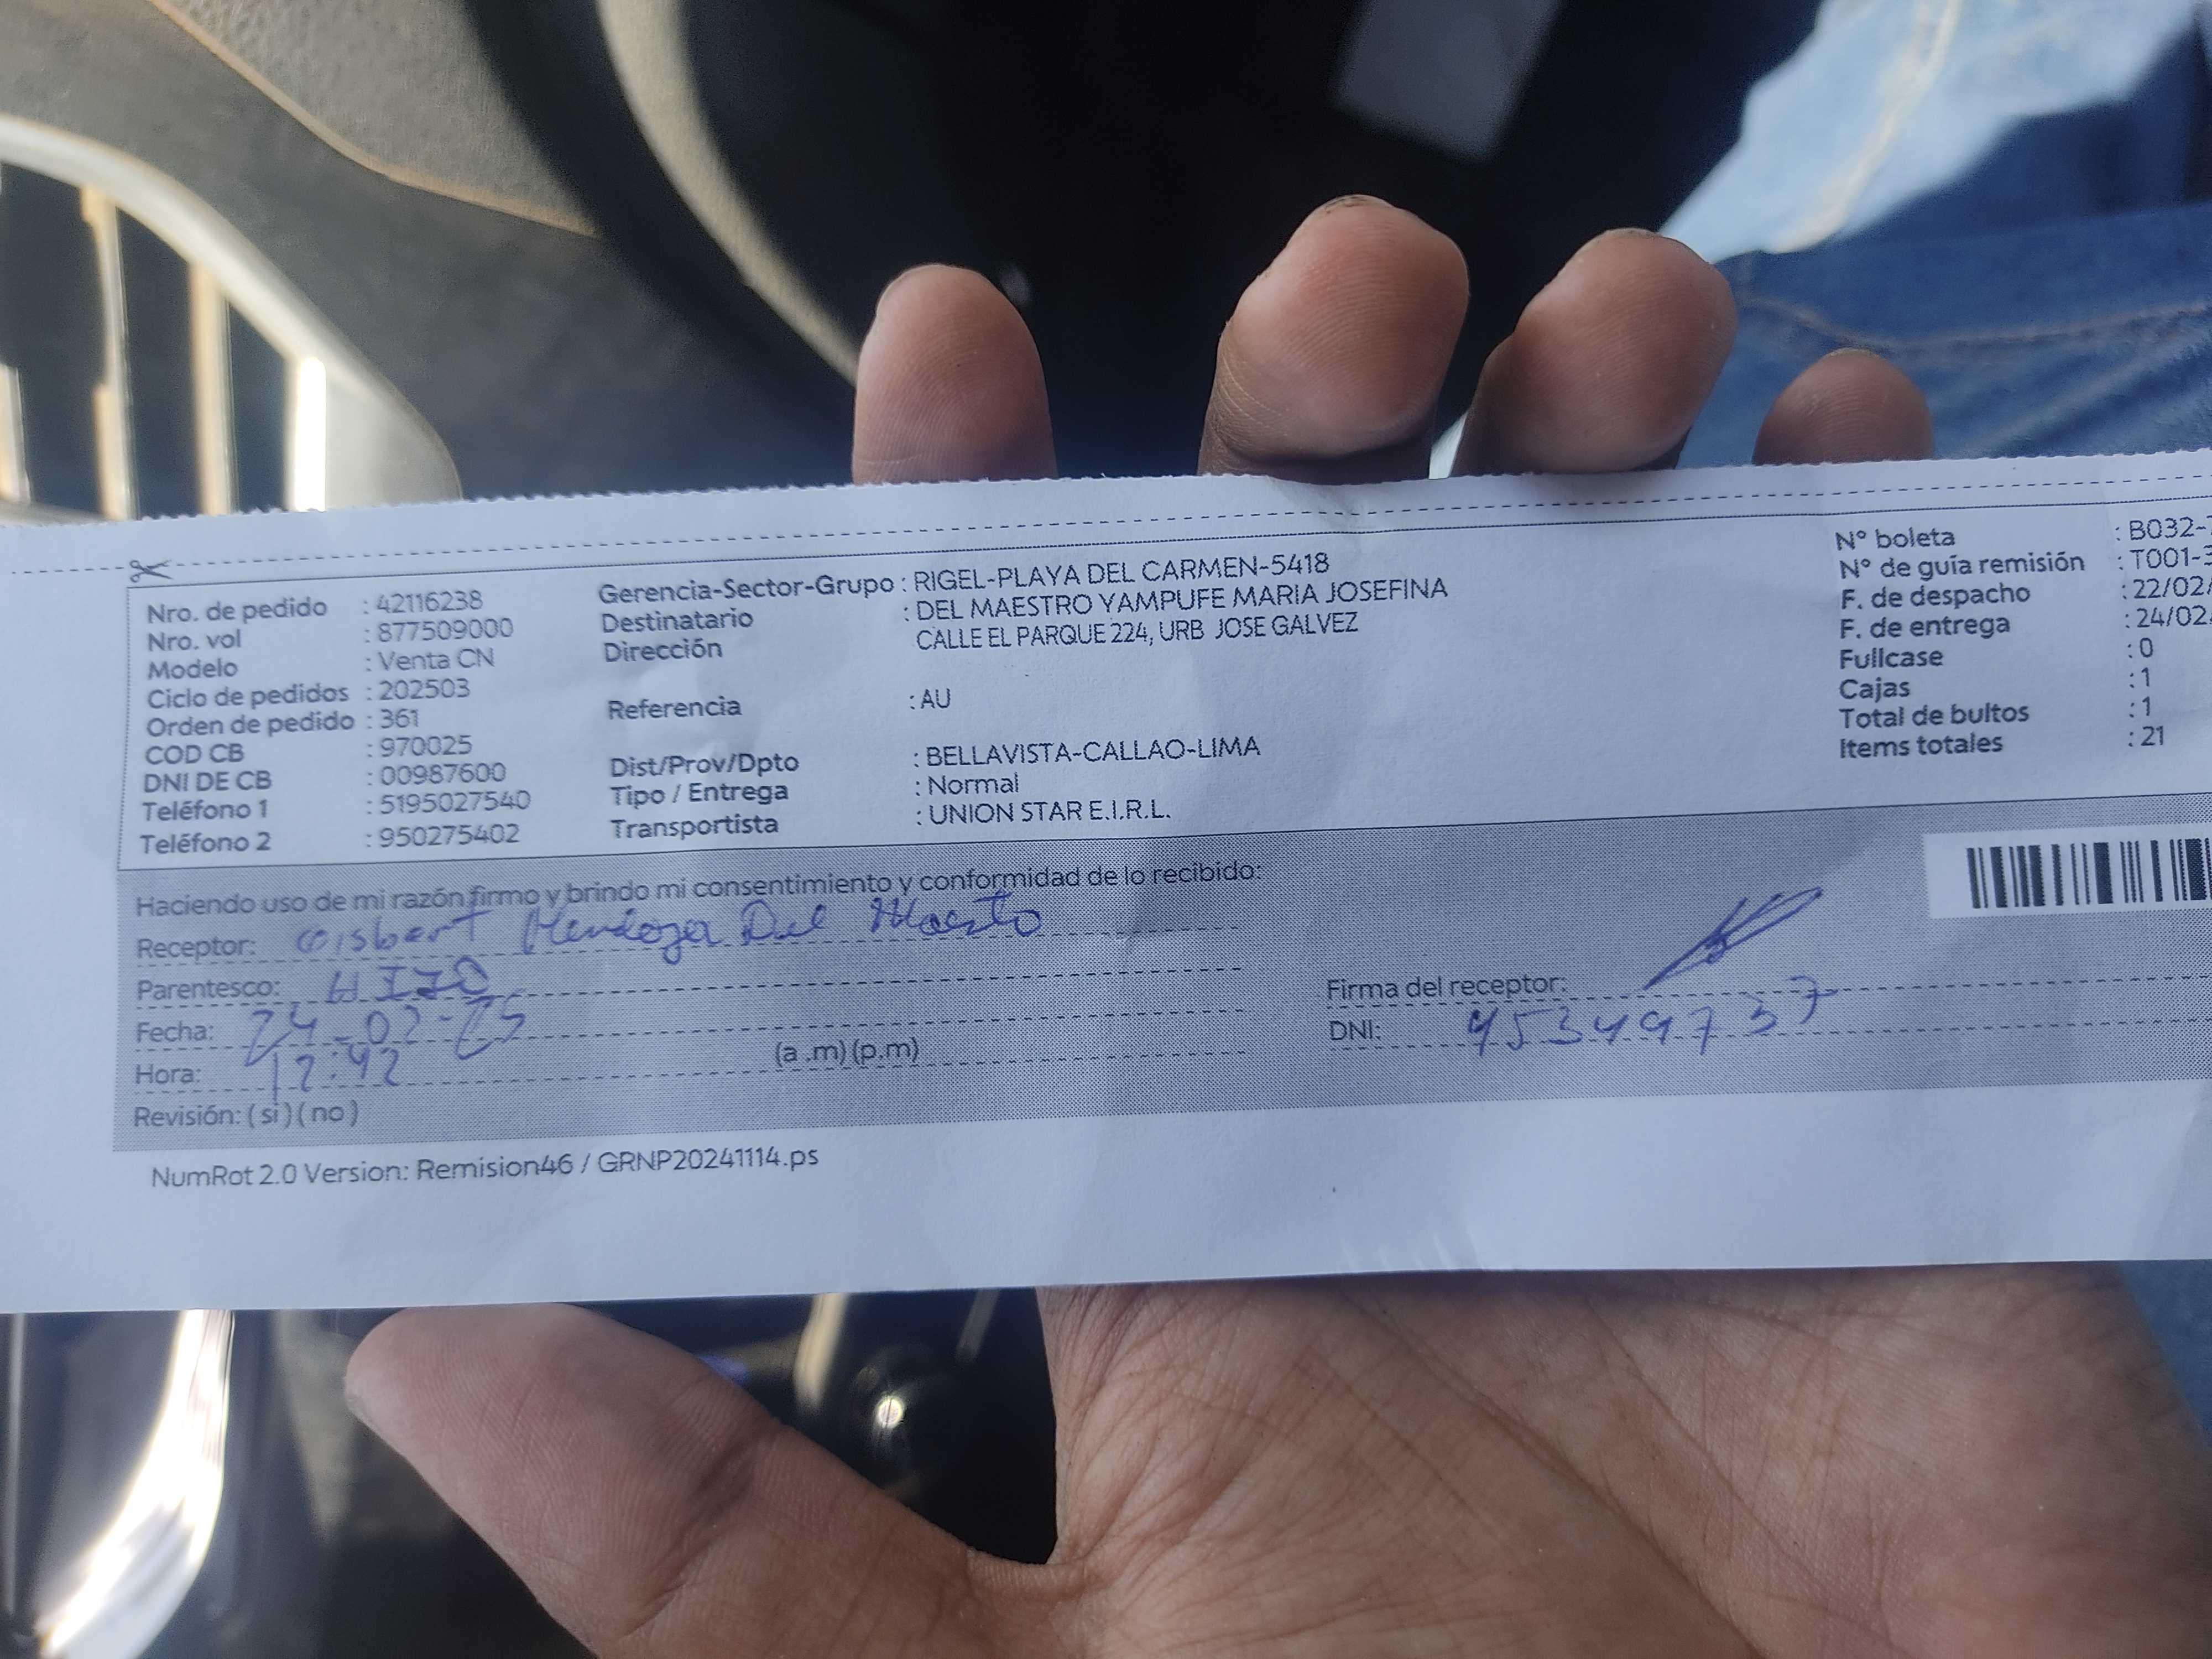 Nro. de pedido : 42116238
Nro. vol : 877509000
Modelo : Venta CN
Ciclo de pedidos : 202503
Orden de pedido : 361
COD CB : 970025
DNI DE CB : 00987600
Teléfono 1 : 5195027540
Teléfono 2 : 950275402
Gerencia-Sector-Grupo : RIGEL-PLAYA DEL CARMEN-5418
Destinatario : DEL MAESTRO YAMPUFE MARIA JOSEFINA
Dirección CALLE EL PARQUE 224, URB JOSE GALVEZ
Referencia : AU
Dist/Prov/Dpto : BELLAVISTA-CALLAO-LIMA
Tipo / Entrega : Normal
Transportista : UNION STAR E.I.R.L.
N° boleta : B032-
N° de guía remisión : T001-3
F. de despacho : 22/02/
F. de entrega : 24/02/
Fullcase : 0
Cajas : 1
Total de bultos : 1
Items totales : 21
Haciendo uso de mi razón firmo y brindo mi consentimiento y conformidad de lo recibido:
Receptor: Gisbert Mendoza Del Maesto
Parentesco: HIJO
Fecha: 24-02-25
Hora: 12:42 (a .m) (p.m)
Revisión: ( si ) ( no )
Firma del receptor:
DNI: 45349737
NumRot 2.0 Version: Remision46 / GRNP20241114.ps